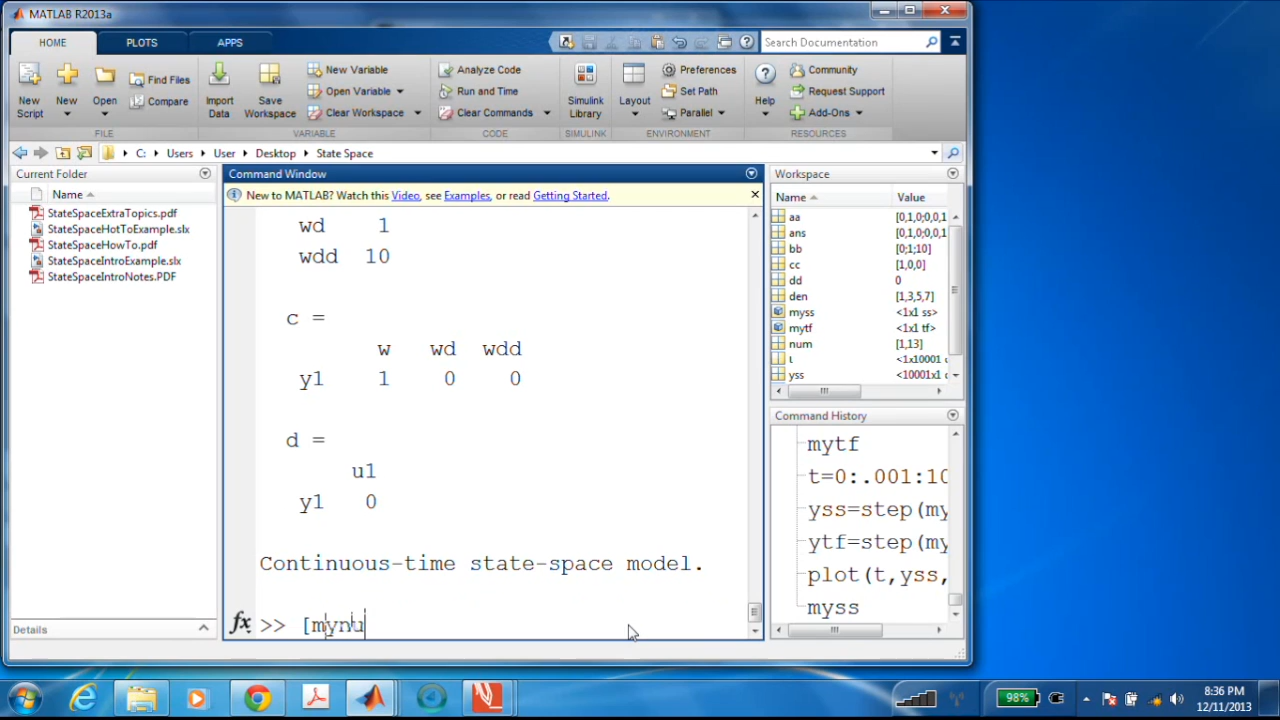 MATLAB R2013a
HOME PLOTS APPS Search Documentation
New Script New Open Find Files Compare
FILE
Import Data Save Workspace New Variable Open Variable Clear Workspace
VARIABLE
Analyze Code Run and Time Clear Commands
CODE
Simulink Library
SIMULINK
Layout Preferences Set Path Parallel
ENVIRONMENT
Help Community Request Support Add-Ons
RESOURCES
C: Users User Desktop State Space
Current Folder
Name
StateSpaceExtraTopics.pdf
StateSpaceHotToExample.slx
StateSpaceHowTo.pdf
StateSpaceIntroExample.slx
StateSpaceIntroNotes.PDF
Details
Command Window
New to MATLAB? Watch this Video, see Examples, or read Getting Started.
wd 1
wdd 10
c =
w wd wdd
y1 1 0 0
d =
u1
y1 0
Continuous-time state-space model.
fx >> [mynu
Workspace
Name Value
aa [0,1,0;0,0,1
ans [0,1,0;0,0,1
bb [0;1;10]
cc [1,0,0]
dd 0
den [1,3,5,7]
myss <1x1 ss>
mytf <1x1 tf>
num [1,13]
t <1x10001
yss <10001x1
Command History
mytf
t=0:.001:10
yss=step(my
ytf=step(my
plot(t,yss,
myss
98%
8:36 PM
12/11/2013